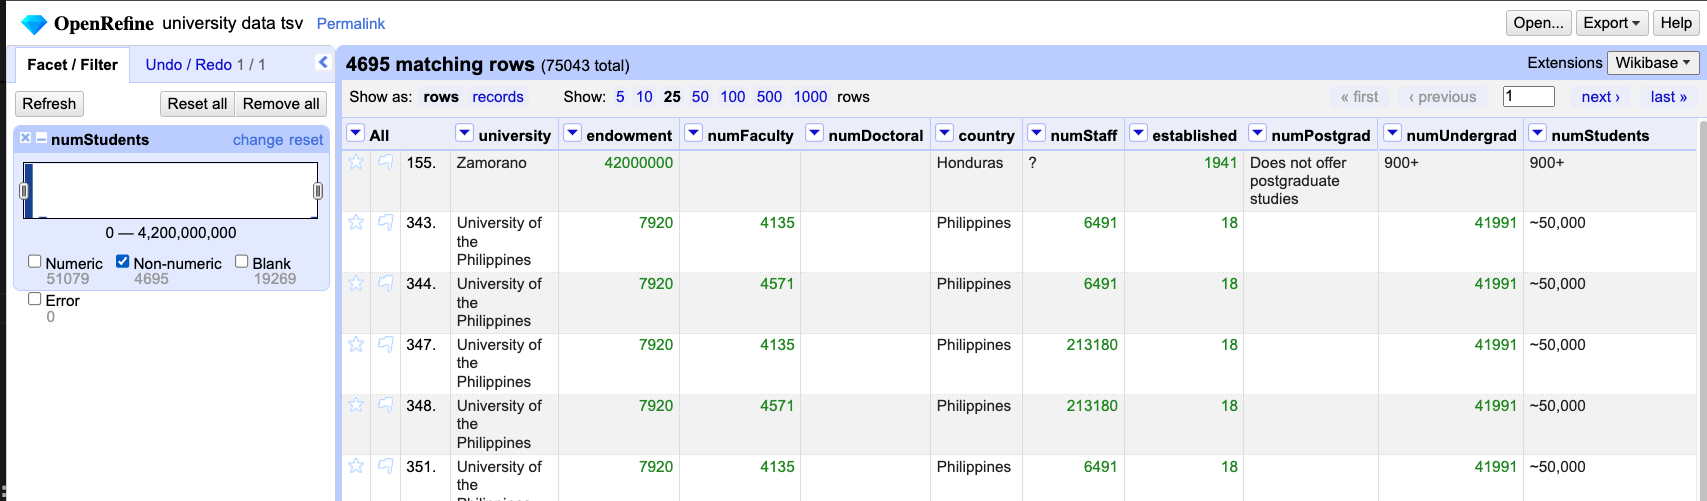 OpenRefine university data tsv Permalink Open... Export Help
Facet / Filter Undo / Redo 1 / 1
4695 matching rows (75043 total) Extensions Wikibase
Refresh Reset all Remove all
Show as: rows records Show: 5 10 25 50 100 500 1000 rows « first ‹ previous 1 next › last »
numStudents change reset
0 — 4,200,000,000
Numeric Non-numeric Blank
51079 4695 19269
Error
0
All university endowment numFaculty numDoctoral country numStaff established numPostgrad numUndergrad numStudents
155. Zamorano 42000000 Honduras ? 1941 Does not offer 900+ 900+
postgraduate
studies
343. University of 7920 4135 Philippines 6491 18 41991 ~50,000
the
Philippines
344. University of 7920 4571 Philippines 6491 18 41991 ~50,000
the
Philippines
347. University of 7920 4135 Philippines 213180 18 41991 ~50,000
the
Philippines
348. University of 7920 4571 Philippines 213180 18 41991 ~50,000
the
Philippines
351. University of 7920 4135 Philippines 6491 18 41991 ~50,000
the